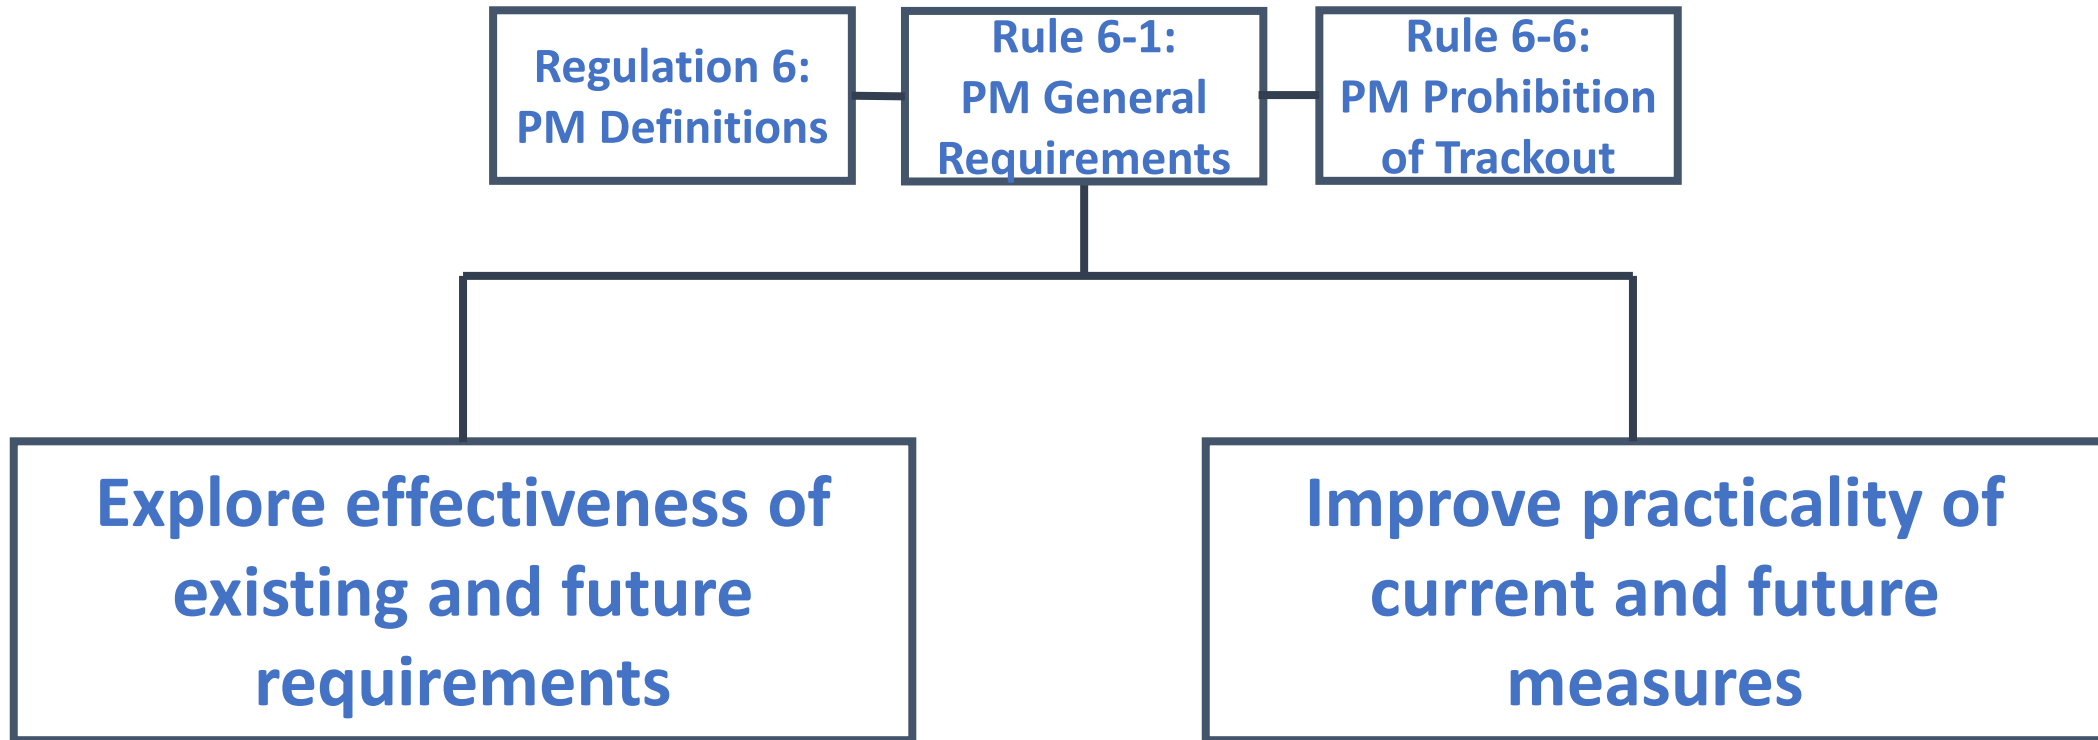 Regulation 6:
PM Definitions
Rule 6-1:
PM General
Requirements
Rule 6-6:
PM Prohibition
of Trackout
Explore effectiveness of
existing and future
requirements
Improve practicality of
current and future
measures